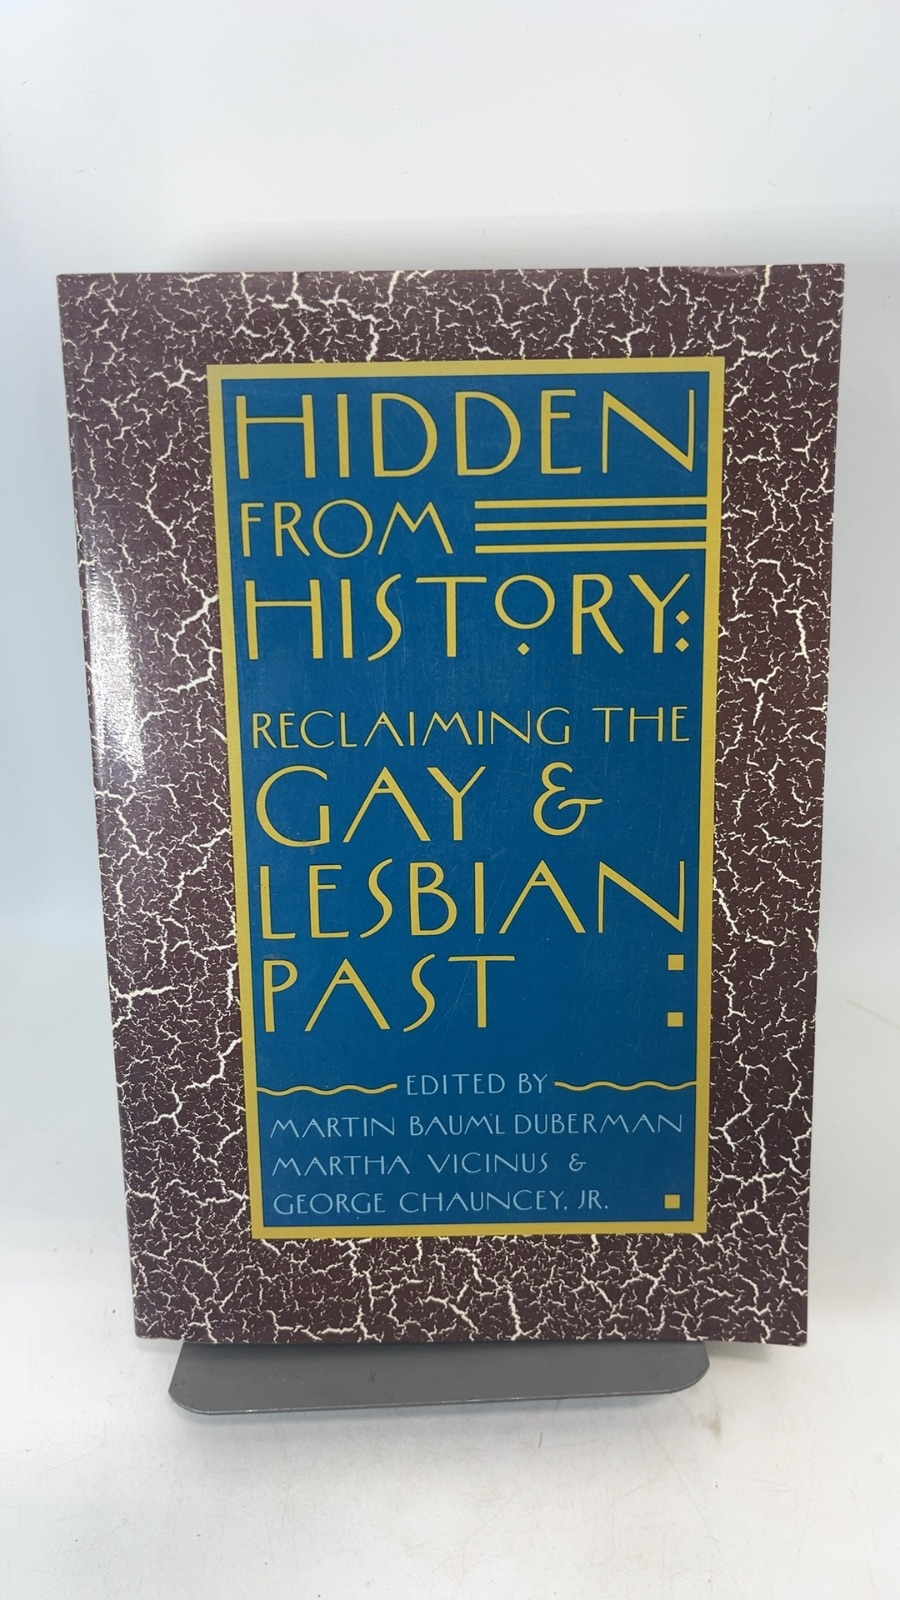 HIDDEN
FROM
HISTORY:
RECLAIMING THE
GAY &
LESBIAN
PAST
EDITED BY
MARTIN BAUML DUBERMAN
MARTHA VICINUS &
GEORGE CHAUNCEY, JR.